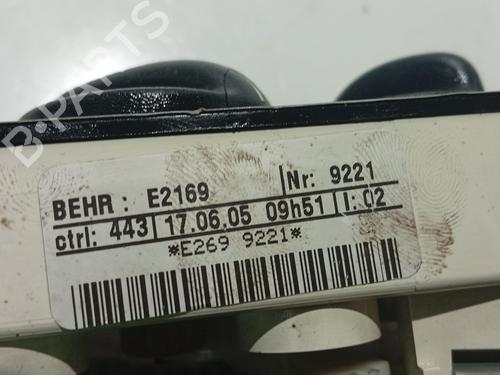 B-PARTS
BEHR: E2169 Nr: 9221
ctrl: 443 17.06.05 09h51 I: 02
*E269 9221*